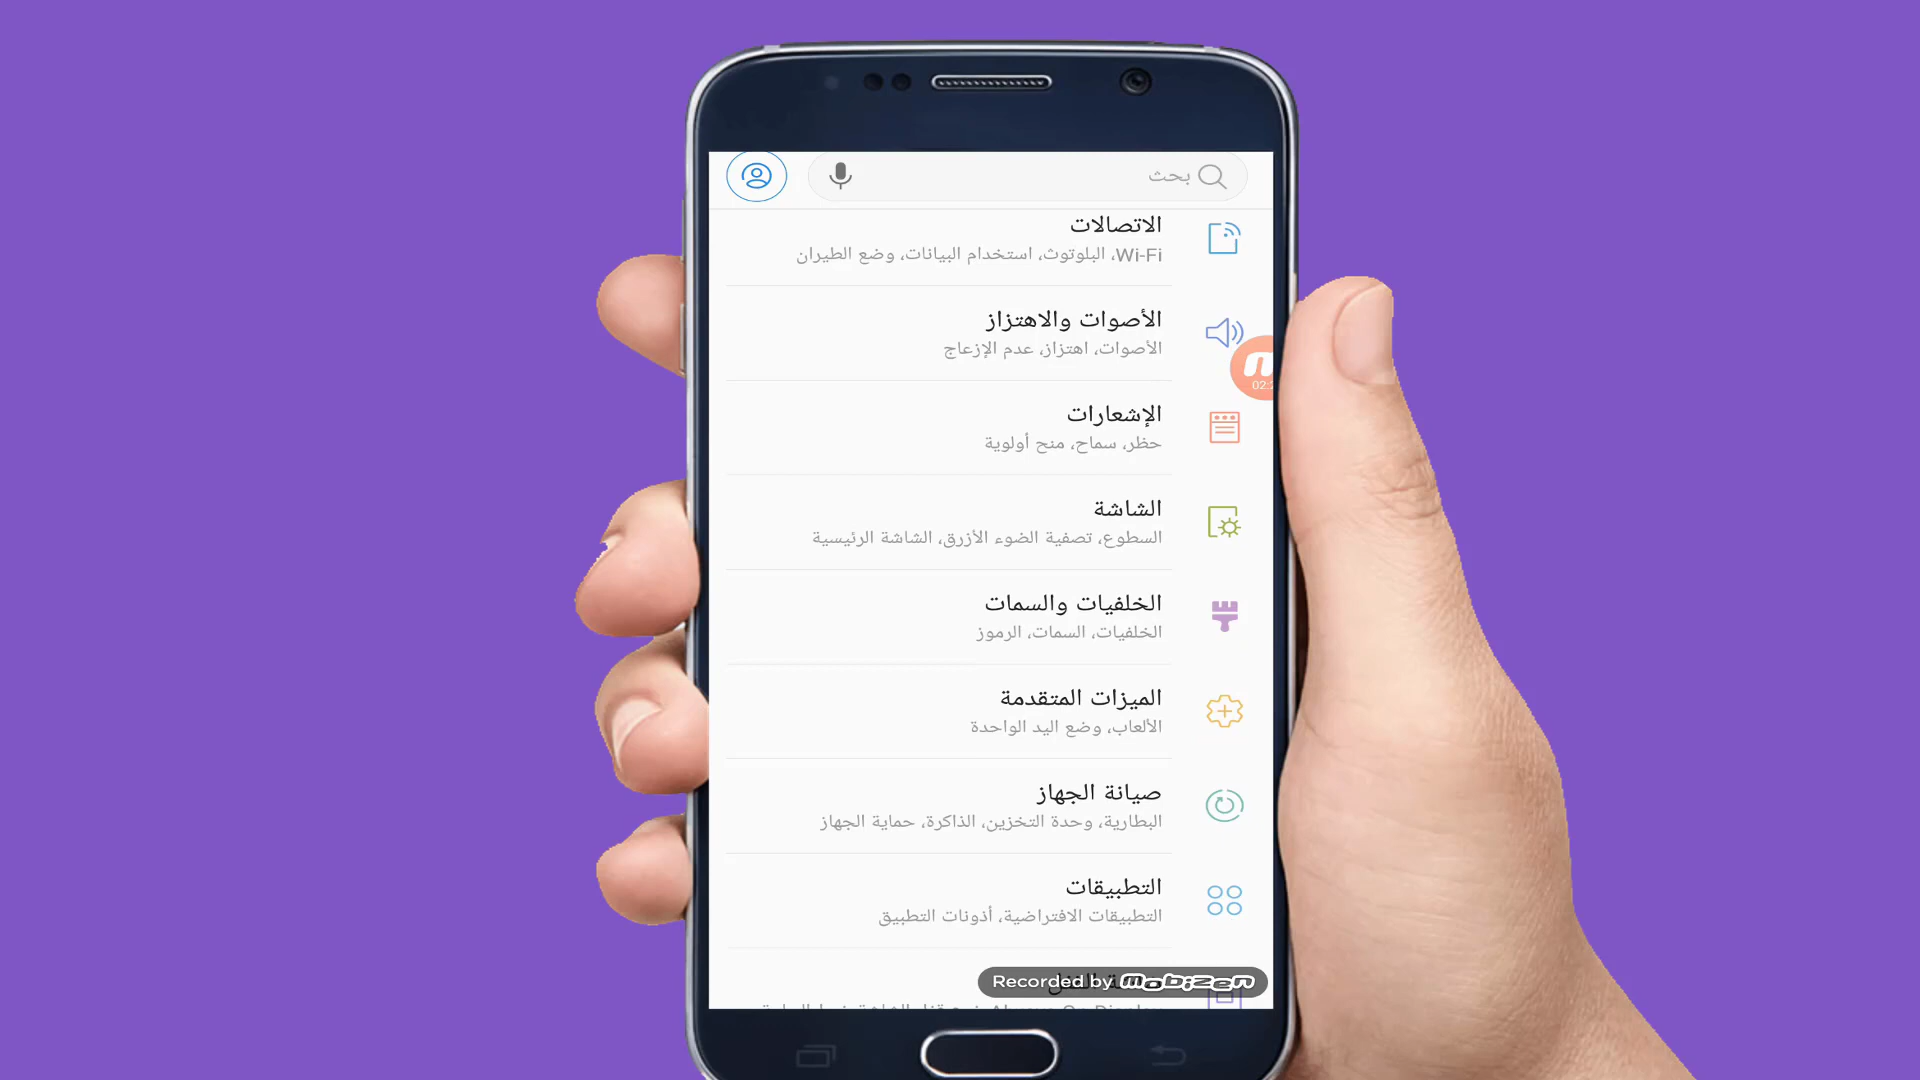 بحث
الاتصالات
Wi-Fi، البلوتوث، استخدام البيانات، وضع الطيران
الأصوات والاهتزاز
الأصوات، اهتزاز، عدم الإزعاج
02:2
الإشعارات
حظر، سماح، منح أولوية
الشاشة
السطوع، تصفية الضوء الأزرق، الشاشة الرئيسية
الخلفيات والسمات
الخلفيات، السمات، الرموز
الميزات المتقدمة
الألعاب، وضع اليد الواحدة
صيانة الجهاز
البطارية، وحدة التخزين، الذاكرة، حماية الجهاز
التطبيقات
التطبيقات الافتراضية، أذونات التطبيق
Recorded by Mobizen